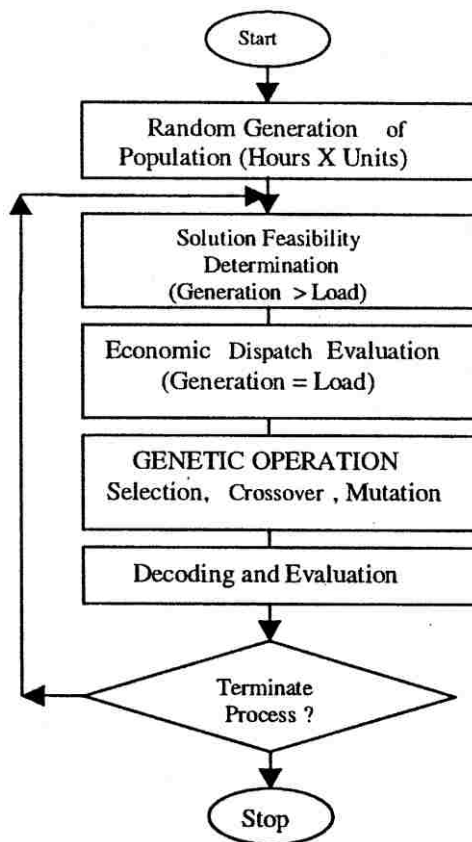 Start
Random Generation of
Population (Hours X Units)
Solution Feasibility
Determination
(Generation > Load)
Economic Dispatch Evaluation
(Generation = Load)
GENETIC OPERATION
Selection, Crossover , Mutation
Decoding and Evaluation
Terminate
Process ?
Stop